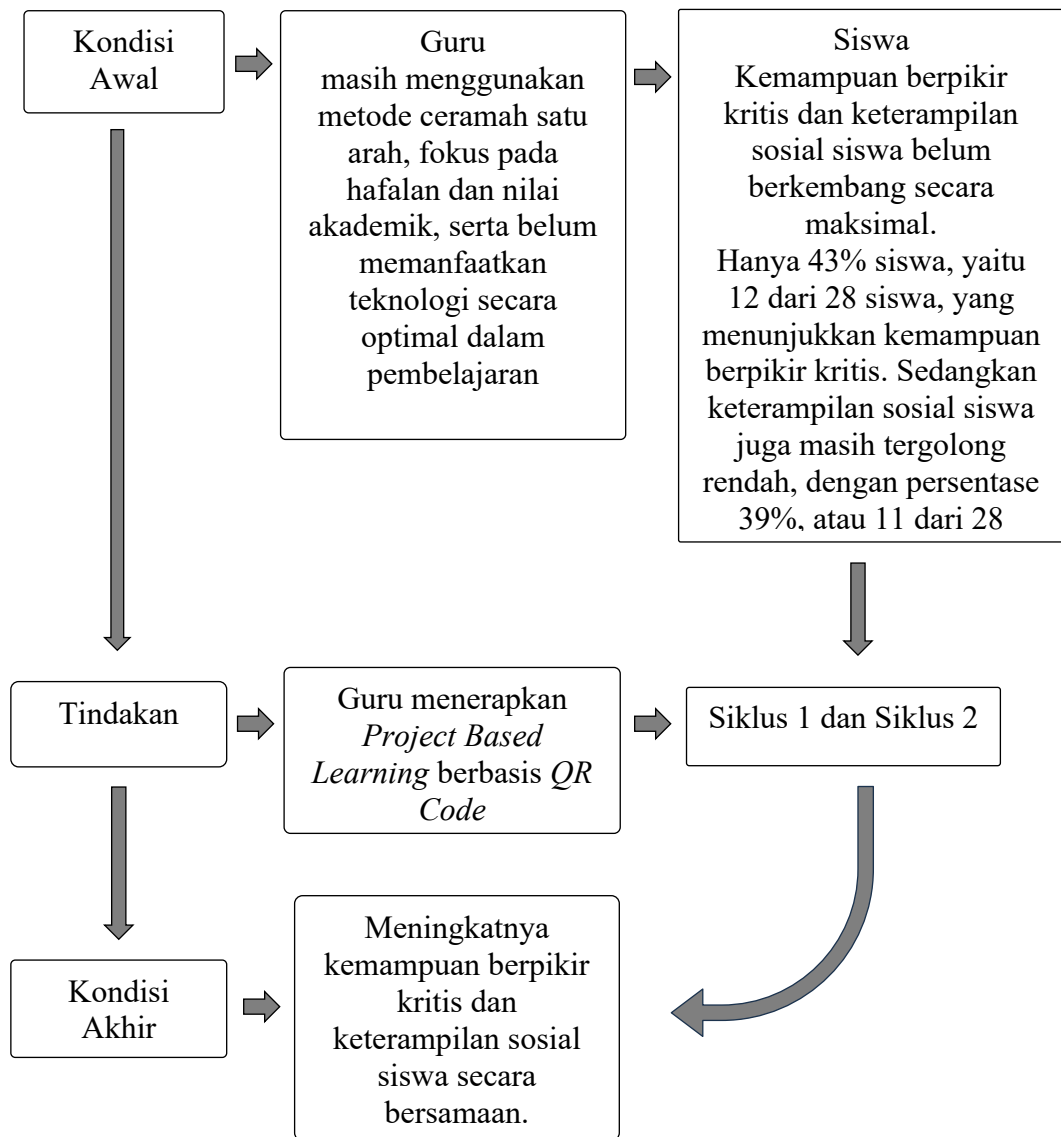 Kondisi
Awal
Guru
masih menggunakan
metode ceramah satu
arah, fokus pada
hafalan dan nilai
akademik, serta belum
memanfaatkan
teknologi secara
optimal dalam
pembelajaran
Siswa
Kemampuan berpikir
kritis dan keterampilan
sosial siswa belum
berkembang secara
maksimal.
Hanya 43% siswa, yaitu
12 dari 28 siswa, yang
menunjukkan kemampuan
berpikir kritis. Sedangkan
keterampilan sosial siswa
juga masih tergolong
rendah, dengan persentase
39%, atau 11 dari 28
Tindakan
Guru menerapkan
Project Based
Learning berbasis QR
Code
Siklus 1 dan Siklus 2
Kondisi
Akhir
Meningkatnya
kemampuan berpikir
kritis dan
keterampilan sosial
siswa secara
bersamaan.